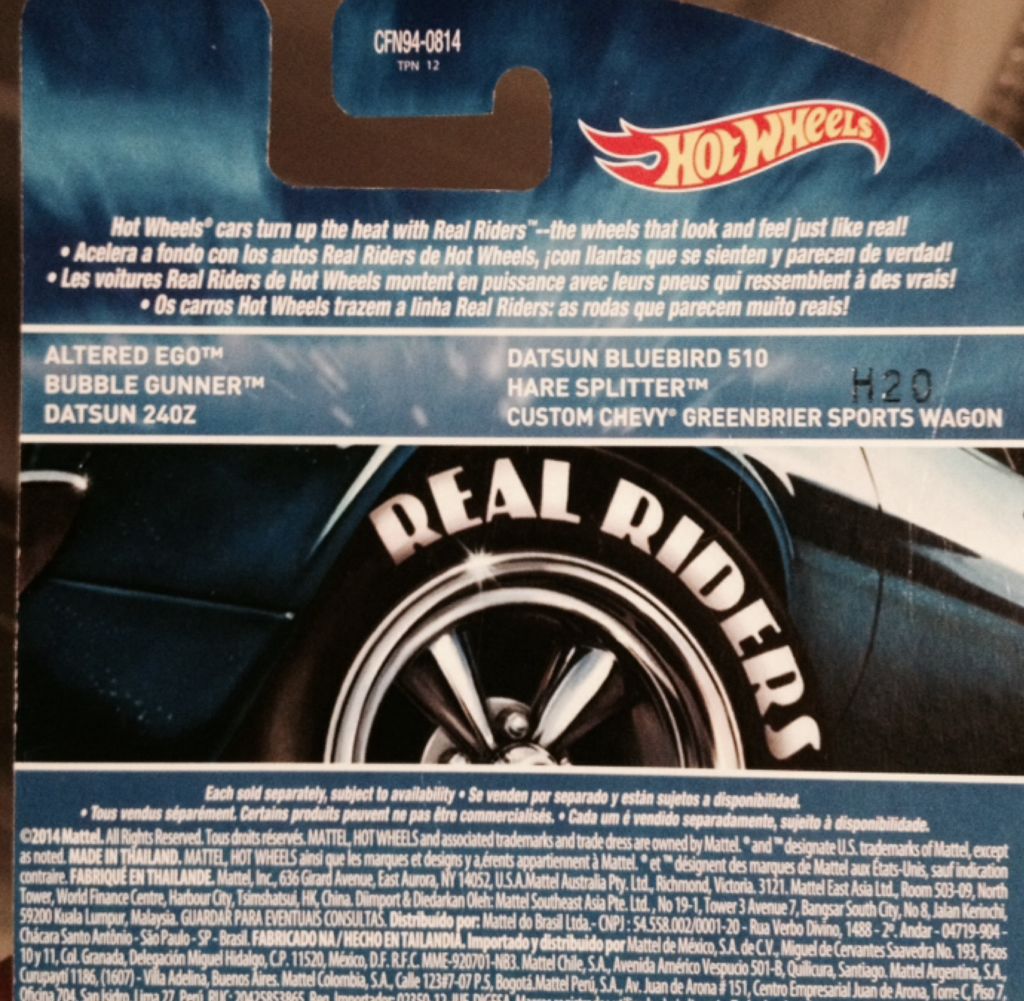 CFN94-0814
TPN 12
HOT WHEELS
Hot Wheels® cars turn up the heat with Real Riders™--the wheels that look and feel just like real!
• Acelera a fondo con los autos Real Riders de Hot Wheels, ¡con llantas que se sienten y parecen de verdad!
• Les voitures Real Riders de Hot Wheels montent en puissance avec leurs pneus qui ressemblent à des vrais!
• Os carros Hot Wheels trazem a linha Real Riders: as rodas que parecem muito reais!
ALTERED EGO™
BUBBLE GUNNER™
DATSUN 240Z
DATSUN BLUEBIRD 510
HARE SPLITTER™
CUSTOM CHEVY® GREENBRIER SPORTS WAGON
H20
REAL RIDERS
Each sold separately, subject to availability • Se venden por separado y están sujetos a disponibilidad.
• Tous vendus séparément. Certains produits peuvent ne pas être commercialisés. • Cada um é vendido separadamente, sujeito à disponibilidade.
©2014 Mattel. All Rights Reserved. Tous droits réservés. MATTEL, HOT WHEELS and associated trademarks and trade dress are owned by Mattel. ® and ™ designate U.S. trademarks of Mattel, except
as noted. MADE IN THAILAND. MATTEL, HOT WHEELS ainsi que les marques et designs y a,érents appartiennent à Mattel. ® et ™ désignent des marques de Mattel aux États-Unis, sauf indication
contraire. FABRIQUÉ EN THAILANDE. Mattel, Inc., 636 Girard Avenue, East Aurora, NY 14052, U.S.A.Mattel Australia Pty. Ltd., Richmond, Victoria. 3121. Mattel East Asia Ltd., Room 503-09, North
Tower, World Finance Centre, Harbour City, Tsimshatsui, HK, China. Diimport & Diedarkan Oleh: Mattel Southeast Asia Pte. Ltd., No 19-1, Tower 3 Avenue 7, Bangsar South City, No 8, Jalan Kerinchi,
59200 Kuala Lumpur, Malaysia. GUARDAR PARA EVENTUAIS CONSULTAS. Distribuído por: Mattel do Brasil Ltda.- CNPJ : 54.558.002/0001-20 - Rua Verbo Divino, 1488 - 2º. Andar - 04719-904 -
Chácara Santo Antônio - São Paulo - SP - Brasil. FABRICADO NA / HECHO EN TAILANDIA. Importado y distribuido por Mattel de México, S.A. de C.V., Miguel de Cervantes Saavedra No. 193, Pisos
10 y 11, Col. Granada, Delegación Miguel Hidalgo, C.P. 11520, México, D.F. R.F.C. MME-920701-NB3. Mattel Chile, S.A., Avenida Américo Vespucio 501-B, Quilicura, Santiago. Mattel Argentina, S.A.,
Curupaytí 1186, (1607) - Villa Adelina, Buenos Aires. Mattel Colombia, S.A., Calle 123#7-07 P.5, Bogotá.Mattel Perú, S.A., Av. Juan de Arona # 151, Centro Empresarial Juan de Arona, Torre C, Piso 7,
Oficina 704, San Isidro, Lima 27, Perú. RUC: 20425853865. Reg. Importador: 02350-12